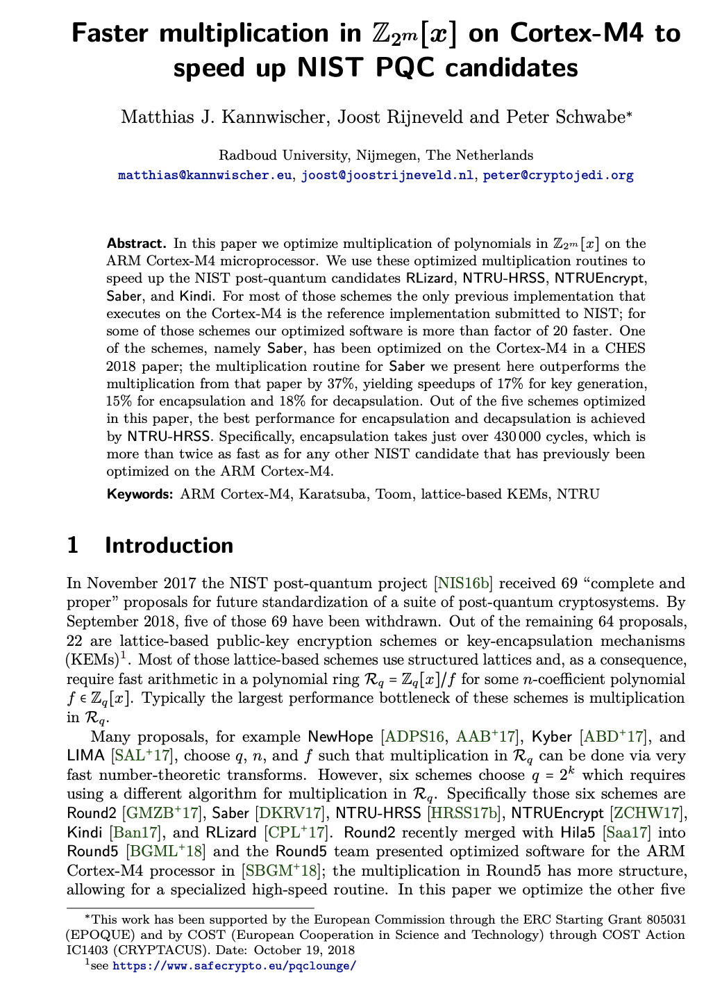 Faster multiplication in ℤ₂ᵐ[x] on Cortex-M4 to
speed up NIST PQC candidates
Matthias J. Kannwischer, Joost Rijneveld and Peter Schwabe*
Radboud University, Nijmegen, The Netherlands
matthias@kannwischer.eu, joost@joostrijneveld.nl, peter@cryptojedi.org
Abstract. In this paper we optimize multiplication of polynomials in ℤ₂ᵐ[x] on the
ARM Cortex-M4 microprocessor. We use these optimized multiplication routines to
speed up the NIST post-quantum candidates RLizard, NTRU-HRSS, NTRUEncrypt,
Saber, and Kindi. For most of those schemes the only previous implementation that
executes on the Cortex-M4 is the reference implementation submitted to NIST; for
some of those schemes our optimized software is more than factor of 20 faster. One
of the schemes, namely Saber, has been optimized on the Cortex-M4 in a CHES
2018 paper; the multiplication routine for Saber we present here outperforms the
multiplication from that paper by 37%, yielding speedups of 17% for key generation,
15% for encapsulation and 18% for decapsulation. Out of the five schemes optimized
in this paper, the best performance for encapsulation and decapsulation is achieved
by NTRU-HRSS. Specifically, encapsulation takes just over 430 000 cycles, which is
more than twice as fast as for any other NIST candidate that has previously been
optimized on the ARM Cortex-M4.
Keywords: ARM Cortex-M4, Karatsuba, Toom, lattice-based KEMs, NTRU
1 Introduction
In November 2017 the NIST post-quantum project [NIS16b] received 69 “complete and
proper” proposals for future standardization of a suite of post-quantum cryptosystems. By
September 2018, five of those 69 have been withdrawn. Out of the remaining 64 proposals,
22 are lattice-based public-key encryption schemes or key-encapsulation mechanisms
(KEMs)¹. Most of those lattice-based schemes use structured lattices and, as a consequence,
require fast arithmetic in a polynomial ring 𝓡_q = ℤ_q[x]/f for some n-coefficient polynomial
f ∈ ℤ_q[x]. Typically the largest performance bottleneck of these schemes is multiplication
in 𝓡_q.
Many proposals, for example NewHope [ADPS16, AAB⁺17], Kyber [ABD⁺17], and
LIMA [SAL⁺17], choose q, n, and f such that multiplication in 𝓡_q can be done via very
fast number-theoretic transforms. However, six schemes choose q = 2ᵏ which requires
using a different algorithm for multiplication in 𝓡_q. Specifically those six schemes are
Round2 [GMZB⁺17], Saber [DKRV17], NTRU-HRSS [HRSS17b], NTRUEncrypt [ZCHW17],
Kindi [Ban17], and RLizard [CPL⁺17]. Round2 recently merged with Hila5 [Saa17] into
Round5 [BGML⁺18] and the Round5 team presented optimized software for the ARM
Cortex-M4 processor in [SBGM⁺18]; the multiplication in Round5 has more structure,
allowing for a specialized high-speed routine. In this paper we optimize the other five
*This work has been supported by the European Commission through the ERC Starting Grant 805031
(EPOQUE) and by COST (European Cooperation in Science and Technology) through COST Action
IC1403 (CRYPTACUS). Date: October 19, 2018
¹see https://www.safecrypto.eu/pqclounge/